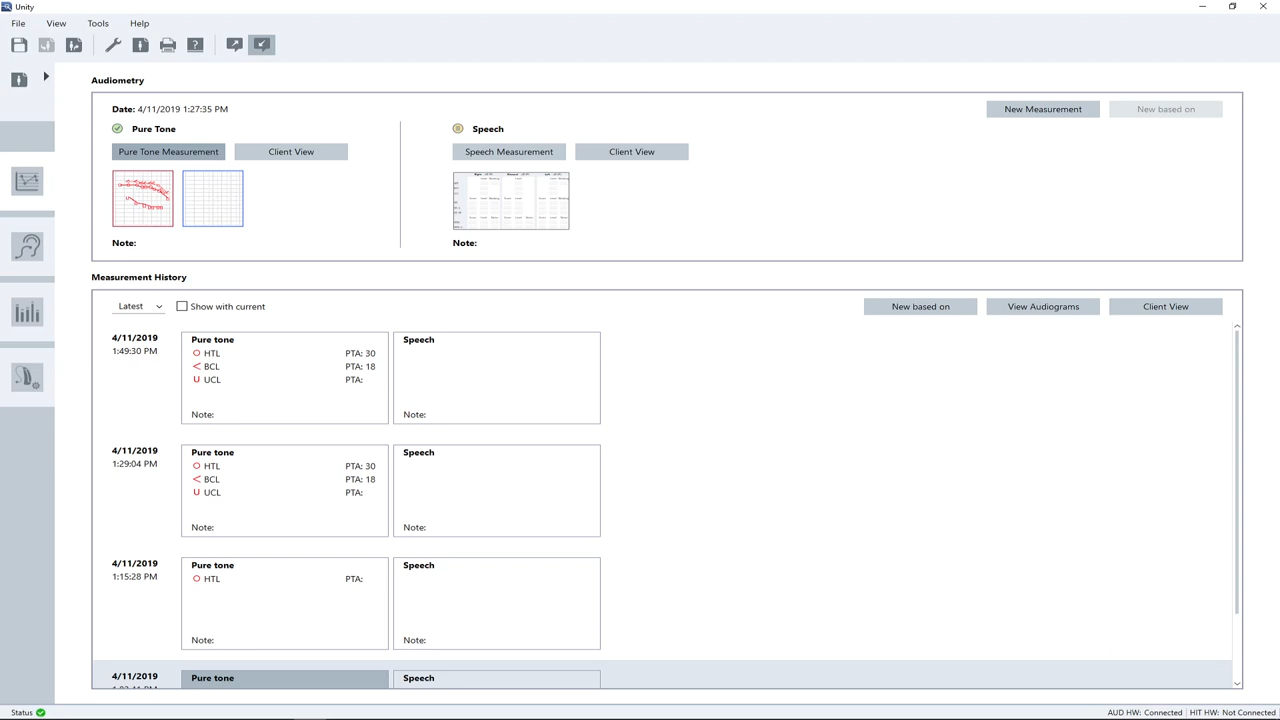 Unity
File View Tools Help
Audiometry
Date: 4/11/2019 1:27:35 PM
New Measurement New based on
Pure Tone
Speech
Pure Tone Measurement Client View
Speech Measurement Client View
Note:
Note:
Measurement History
Latest Show with current
New based on View Audiograms Client View
4/11/2019
1:49:30 PM
Pure tone
HTL PTA: 30
BCL PTA: 18
UCL PTA:
Note:
Speech
Note:
4/11/2019
1:29:04 PM
Pure tone
HTL PTA: 30
BCL PTA: 18
UCL PTA:
Note:
Speech
Note:
4/11/2019
1:15:28 PM
Pure tone
HTL PTA:
Note:
Speech
Note:
4/11/2019
Pure tone
Speech
Status
AUD HW: Connected HIT HW: Not Connected